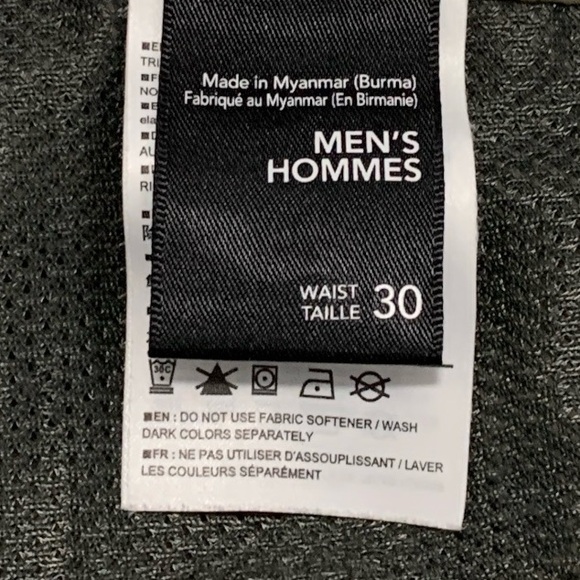 Made in Myanmar (Burma)
Fabriqué au Myanmar (En Birmanie)
MEN'S
HOMMES
WAIST
TAILLE 30
30C
EN : DO NOT USE FABRIC SOFTENER / WASH
DARK COLORS SEPARATELY
FR : NE PAS UTILISER D'ASSOUPLISSANT / LAVER
LES COULEURS SÉPARÉMENT